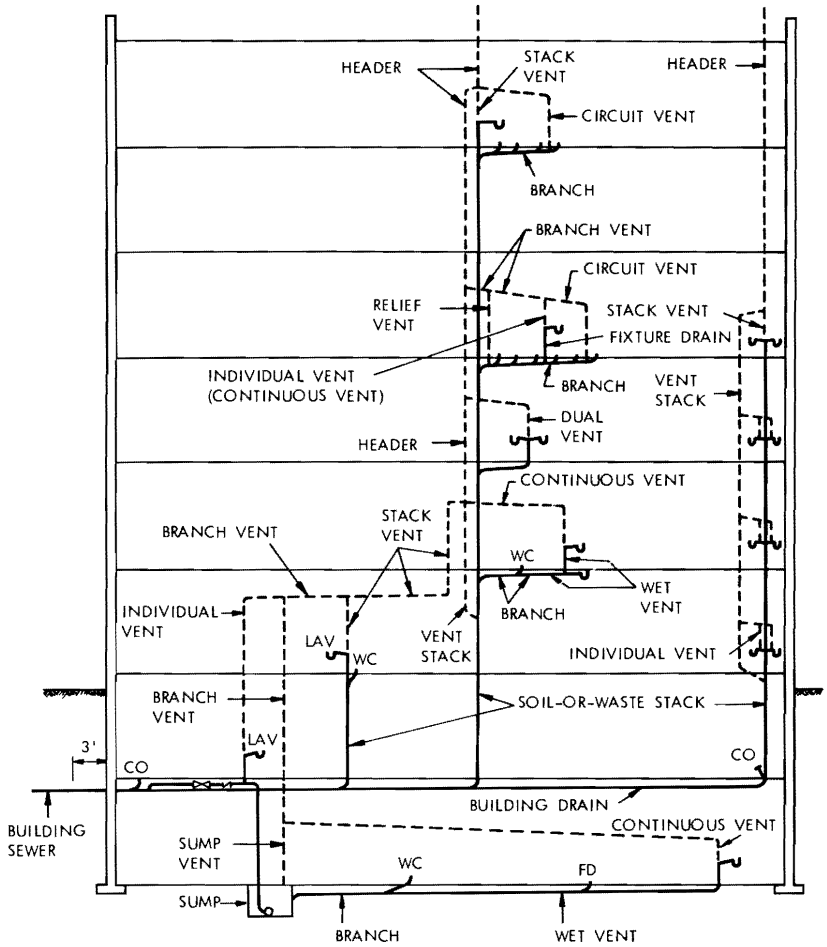 HEADER
STACK
VENT
HEADER
CIRCUIT VENT
BRANCH
BRANCH VENT
CIRCUIT VENT
RELIEF
VENT
STACK VENT
FIXTURE DRAIN
INDIVIDUAL VENT
(CONTINUOUS VENT)
BRANCH
VENT
STACK
DUAL
VENT
HEADER
CONTINUOUS VENT
STACK
VENT
BRANCH VENT
WC
WET
VENT
BRANCH
INDIVIDUAL
VENT
VENT
STACK
LAV
WC
INDIVIDUAL VENT
BRANCH
VENT
SOIL-OR-WASTE STACK
LAV
3'
CO
CO
BUILDING DRAIN
BUILDING
SEWER
CONTINUOUS VENT
SUMP
VENT
WC
FD
SUMP
BRANCH
WET VENT